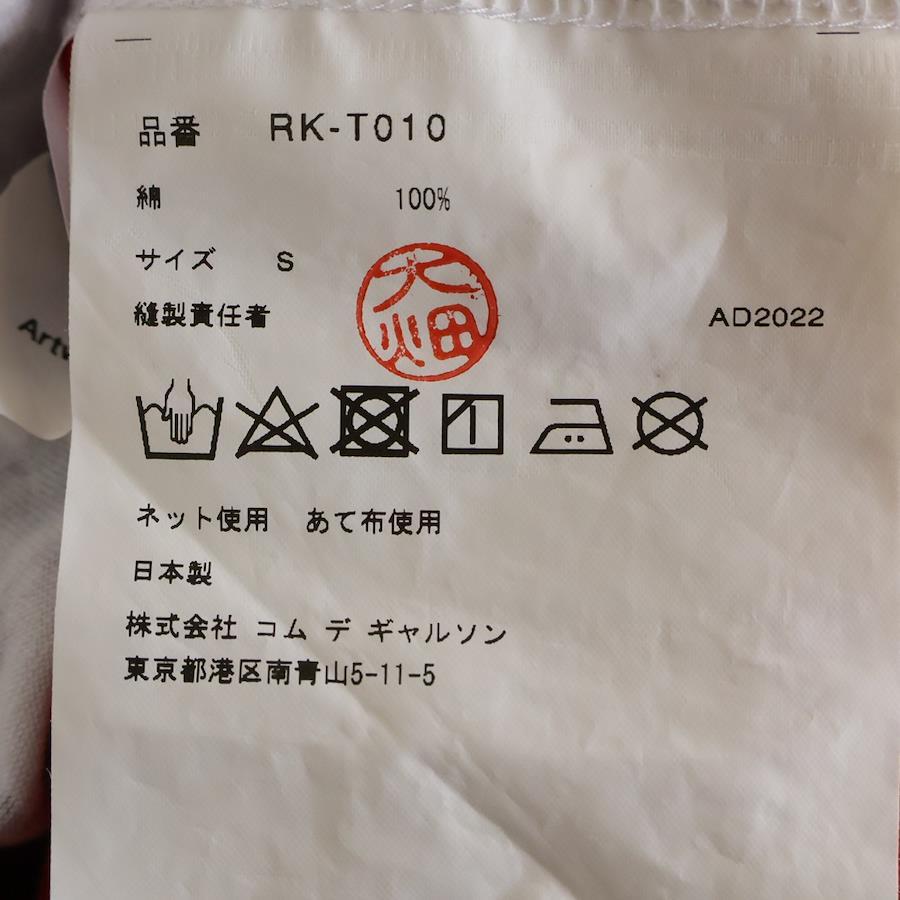 品番 RK-T010
綿 100%
サイズ S
大畑
縫製責任者 AD2022
ネット使用 あて布使用
日本製
株式会社 コム デ ギャルソン
東京都港区南青山5-11-5